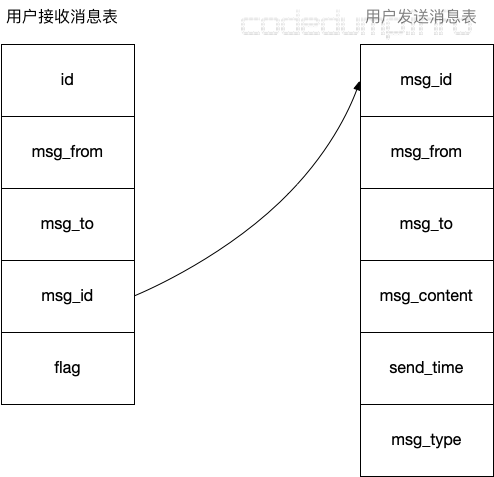 用户接收消息表
id
msg_from
msg_to
msg_id
flag
codedump.info
用户发送消息表
msg_id
msg_from
msg_to
msg_content
send_time
msg_type